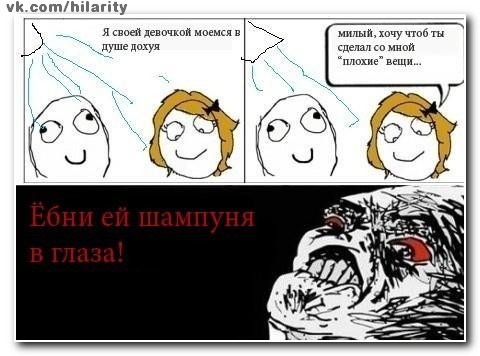 vk.com/hilarity
Я своей девочкой моемся в
душе дохуя
милый, хочу чтоб ты
сделал со мной
“плохие” вещи...
Ёбни ей шампуня
в глаза!